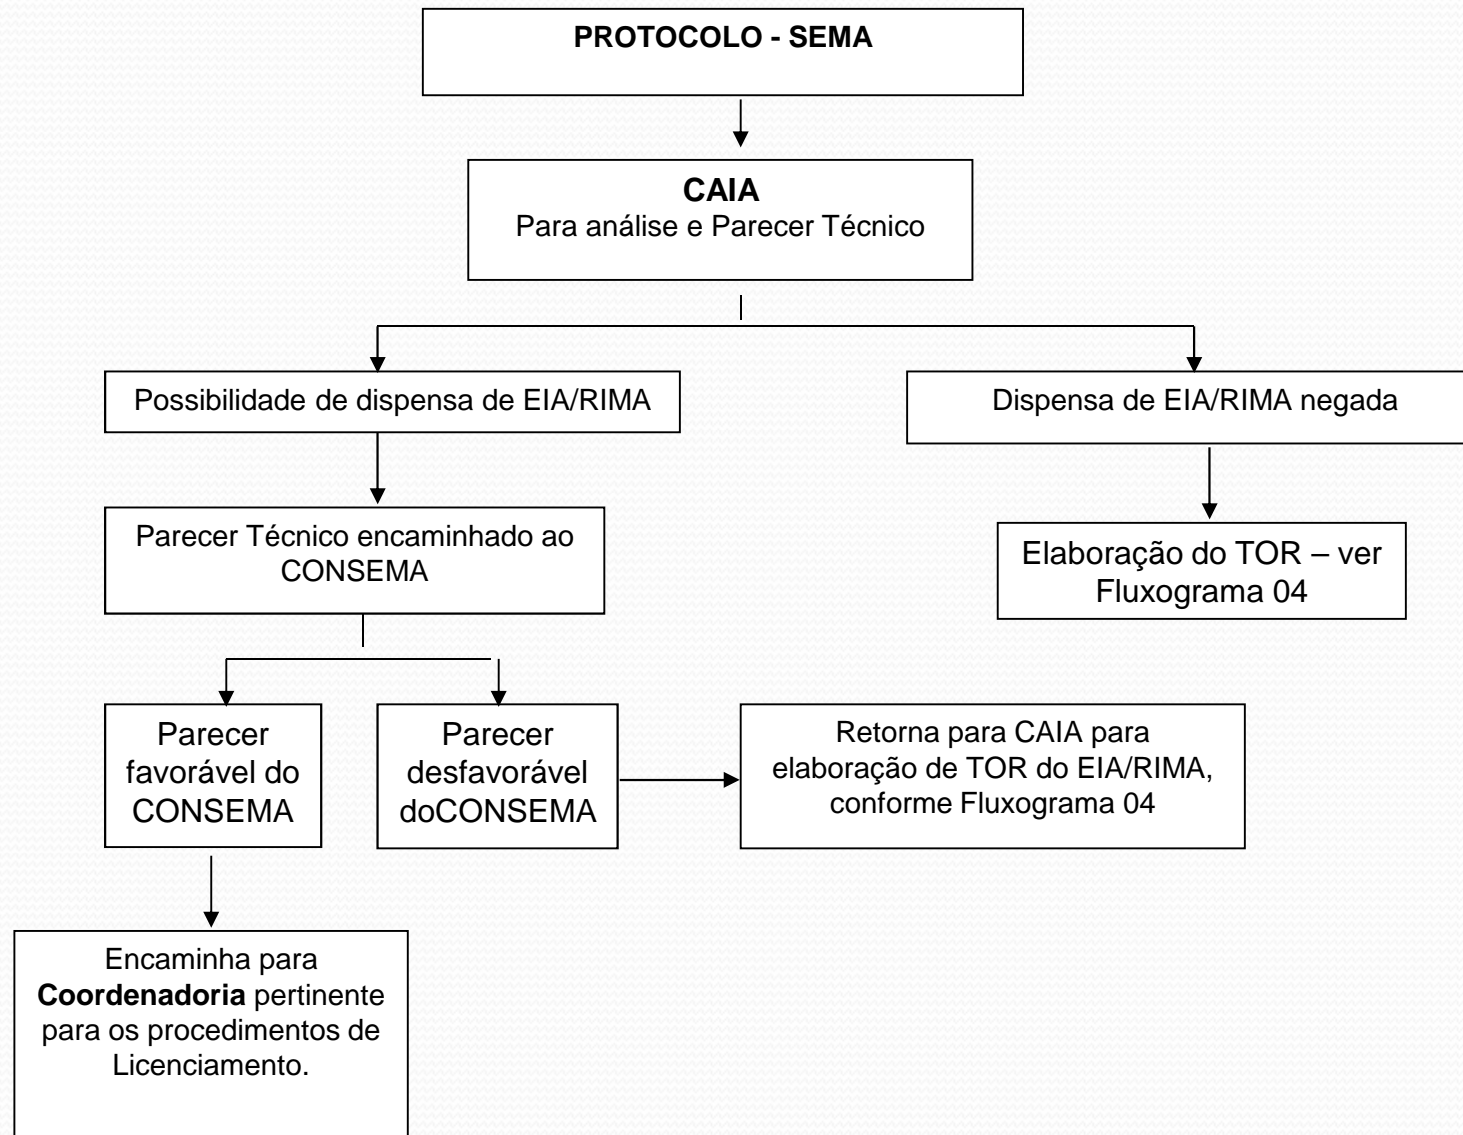 PROTOCOLO - SEMA
CAIA
Para análise e Parecer Técnico
Possibilidade de dispensa de EIA/RIMA
Dispensa de EIA/RIMA negada
Parecer Técnico encaminhado ao
CONSEMA
Elaboração do TOR – ver
Fluxograma 04
Parecer
favorável do
CONSEMA
Parecer
desfavorável
doCONSEMA
Retorna para CAIA para
elaboração de TOR do EIA/RIMA,
conforme Fluxograma 04
Encaminha para
Coordenadoria pertinente
para os procedimentos de
Licenciamento.